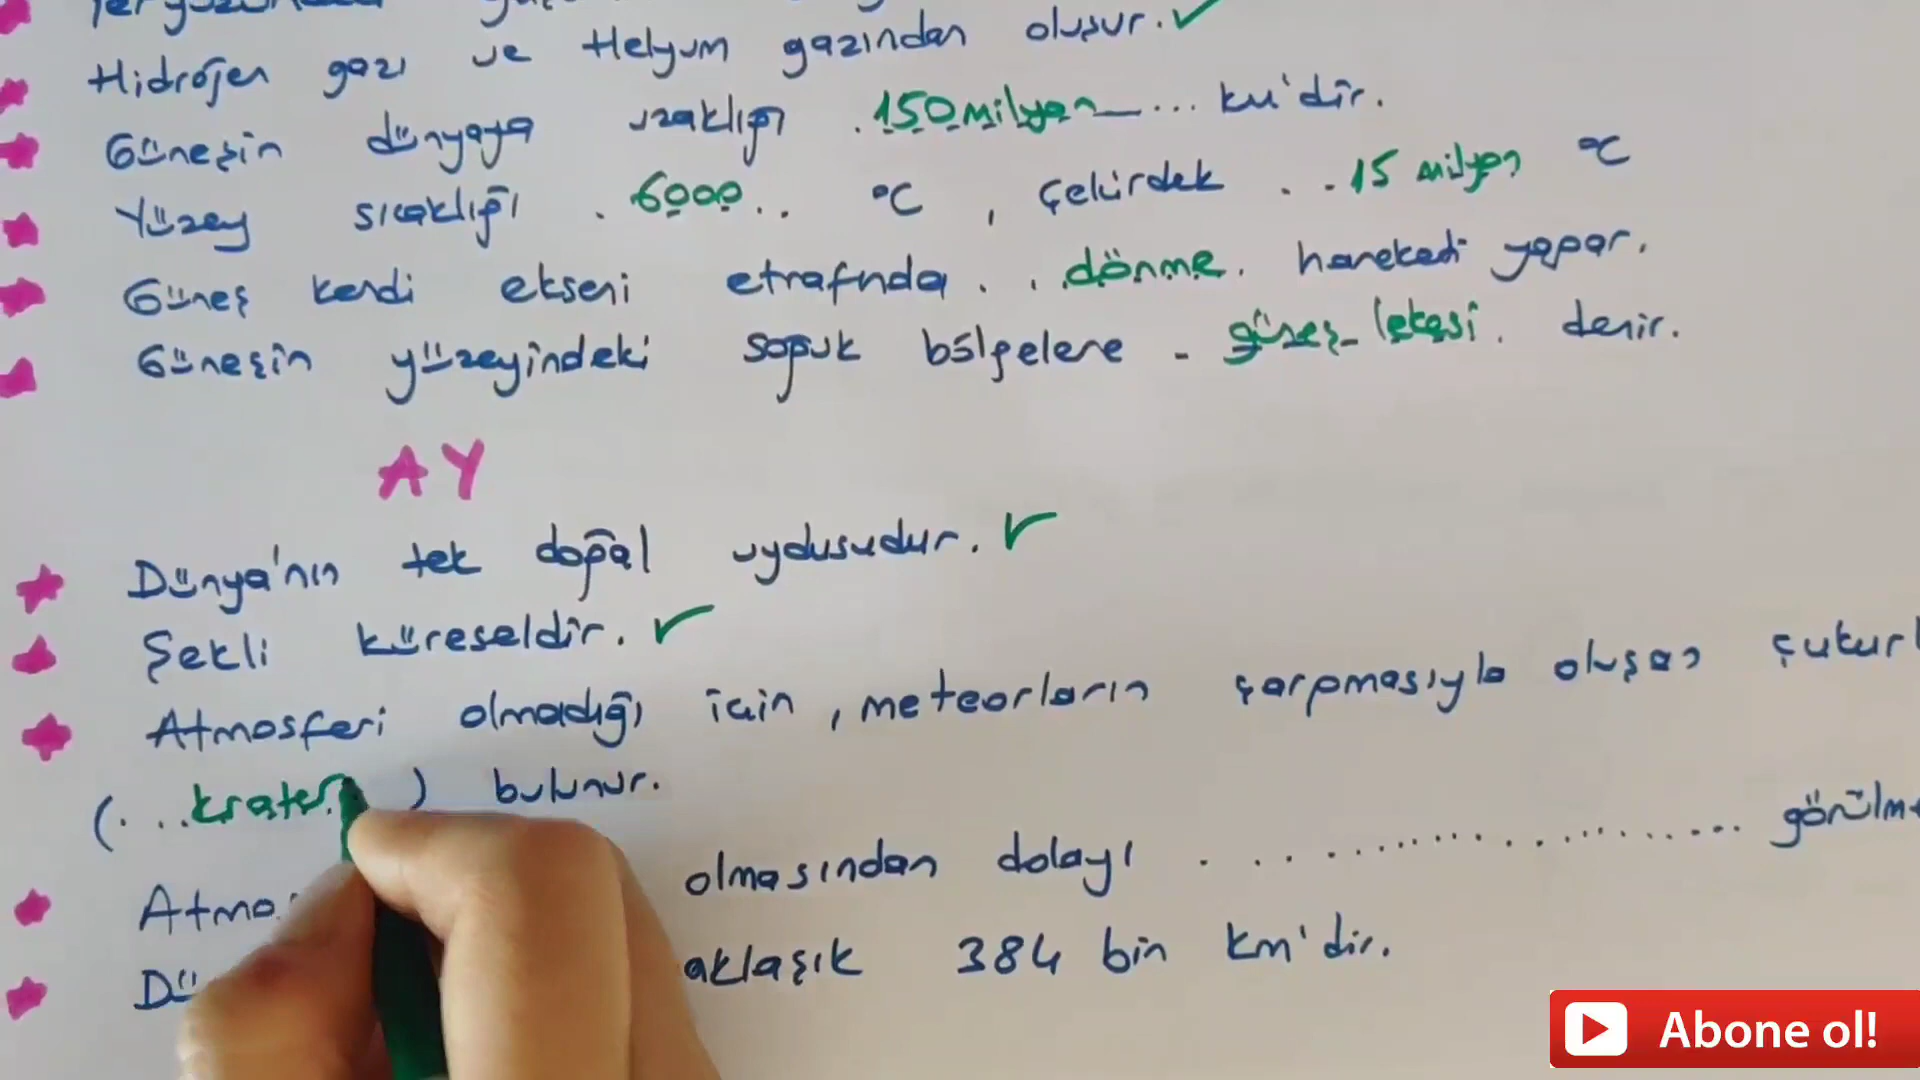 Hidrojen gazı ve Helyum gazından oluşur. ✓
Güneşin dünyaya uzaklığı .150 milyon ... km'dir.
Yüzey sıcaklığı . 6000.. °C , Çekirdek . . 15 milyon °C
Güneş kendi ekseni etrafında . . dönme . hareketi yapar.
Güneşin yüzeyindeki soğuk bölgelere - güneş lekesi . denir.
AY
Dünya'nın tek doğal uydusudur. ✓
Şekli küreseldir. ✓
Atmosferi olmadığı için , meteorların çarpmasıyla oluşan çukurl
(. . .. krater ) bulunur.
Atmos olmasından dolayı . . . . . . . . . . . . . . . . . . . görülm
Dü aklaşık 384 bin km'dir.
Abone ol!